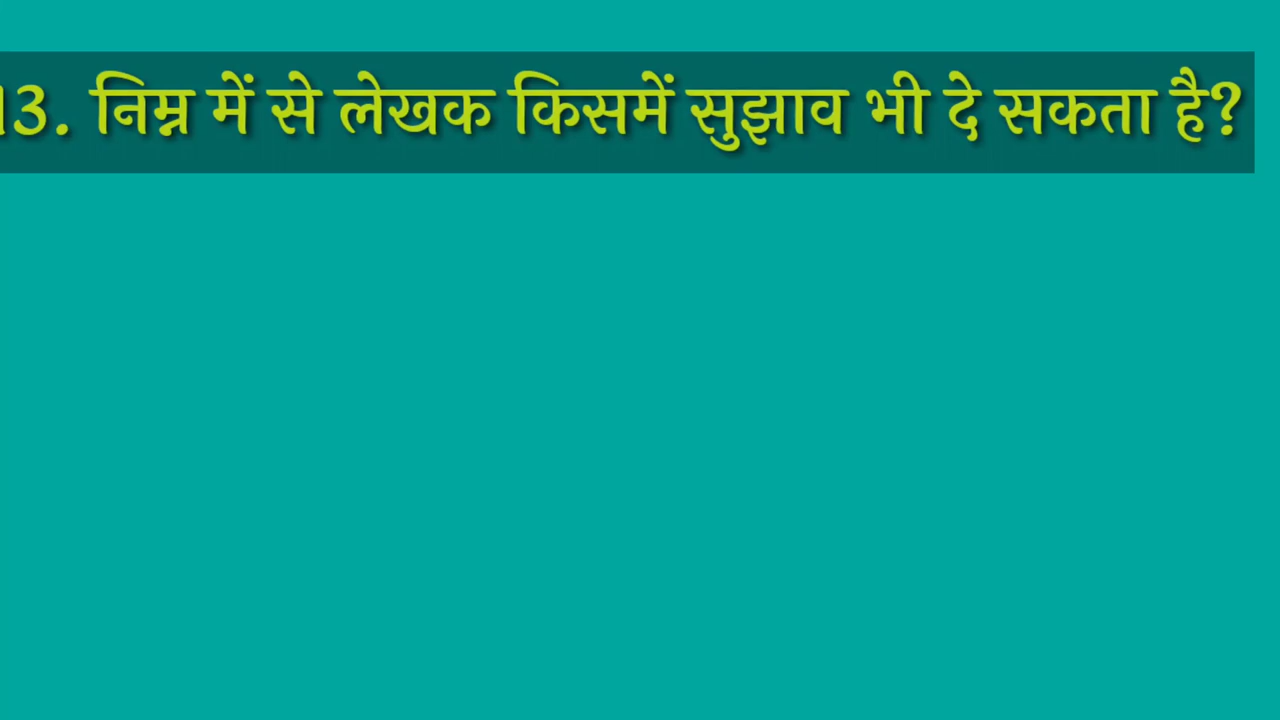 13. निम्न में से लेखक किसमें सुझाव भी दे सकता है?